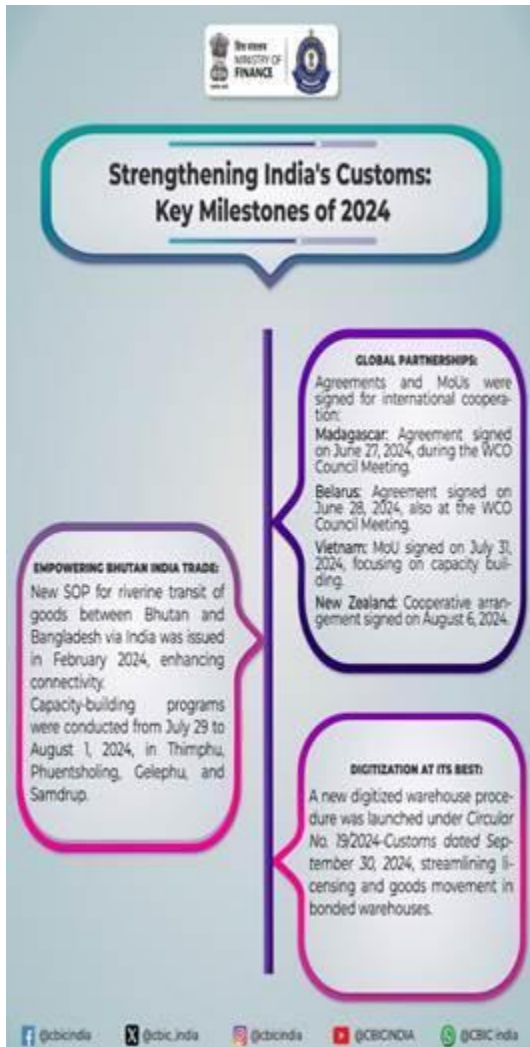 वित्त मंत्रालय
MINISTRY OF
FINANCE
Strengthening India's Customs:
Key Milestones of 2024
GLOBAL PARTNERSHIPS:
Agreements and MoUs were
signed for international coopera-
tion:
Madagascar: Agreement signed
on June 27, 2024, during the WCO
Council Meeting.
Belarus: Agreement signed on
June 28, 2024, also at the WCO
Council Meeting.
Vietnam: MoU signed on July 31,
2024, focusing on capacity buil-
ding.
New Zealand: Cooperative arran-
gement signed on August 6, 2024.
EMPOWERING BHUTAN INDIA TRADE:
New SOP for riverine transit of
goods between Bhutan and
Bangladesh via India was issued
in February 2024, enhancing
connectivity.
Capacity-building programs
were conducted from July 29 to
August 1, 2024, in Thimphu,
Phuentsholing, Gelephu, and
Samdrup.
DIGITIZATION AT ITS BEST:
A new digitized warehouse proce-
dure was launched under Circular
No. 19/2024-Customs dated Sep-
tember 30, 2024, streamlining li-
censing and goods movement in
bonded warehouses.
@cbicindia @cbic_india @cbicindia @CBICINDIA @CBIC india